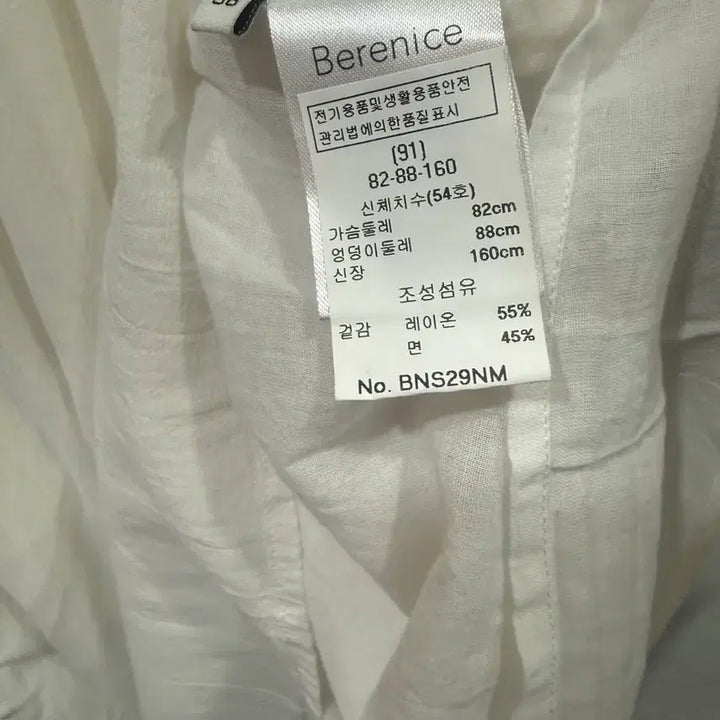 Berenice
전기용품및생활용품안전
관리법에의한품질표시
(91)
82-88-160
신체치수(54호)
가슴둘레 82cm
엉덩이둘레 88cm
신장 160cm
조성섬유
겉감 레이온 55%
면 45%
No. BNS29NM